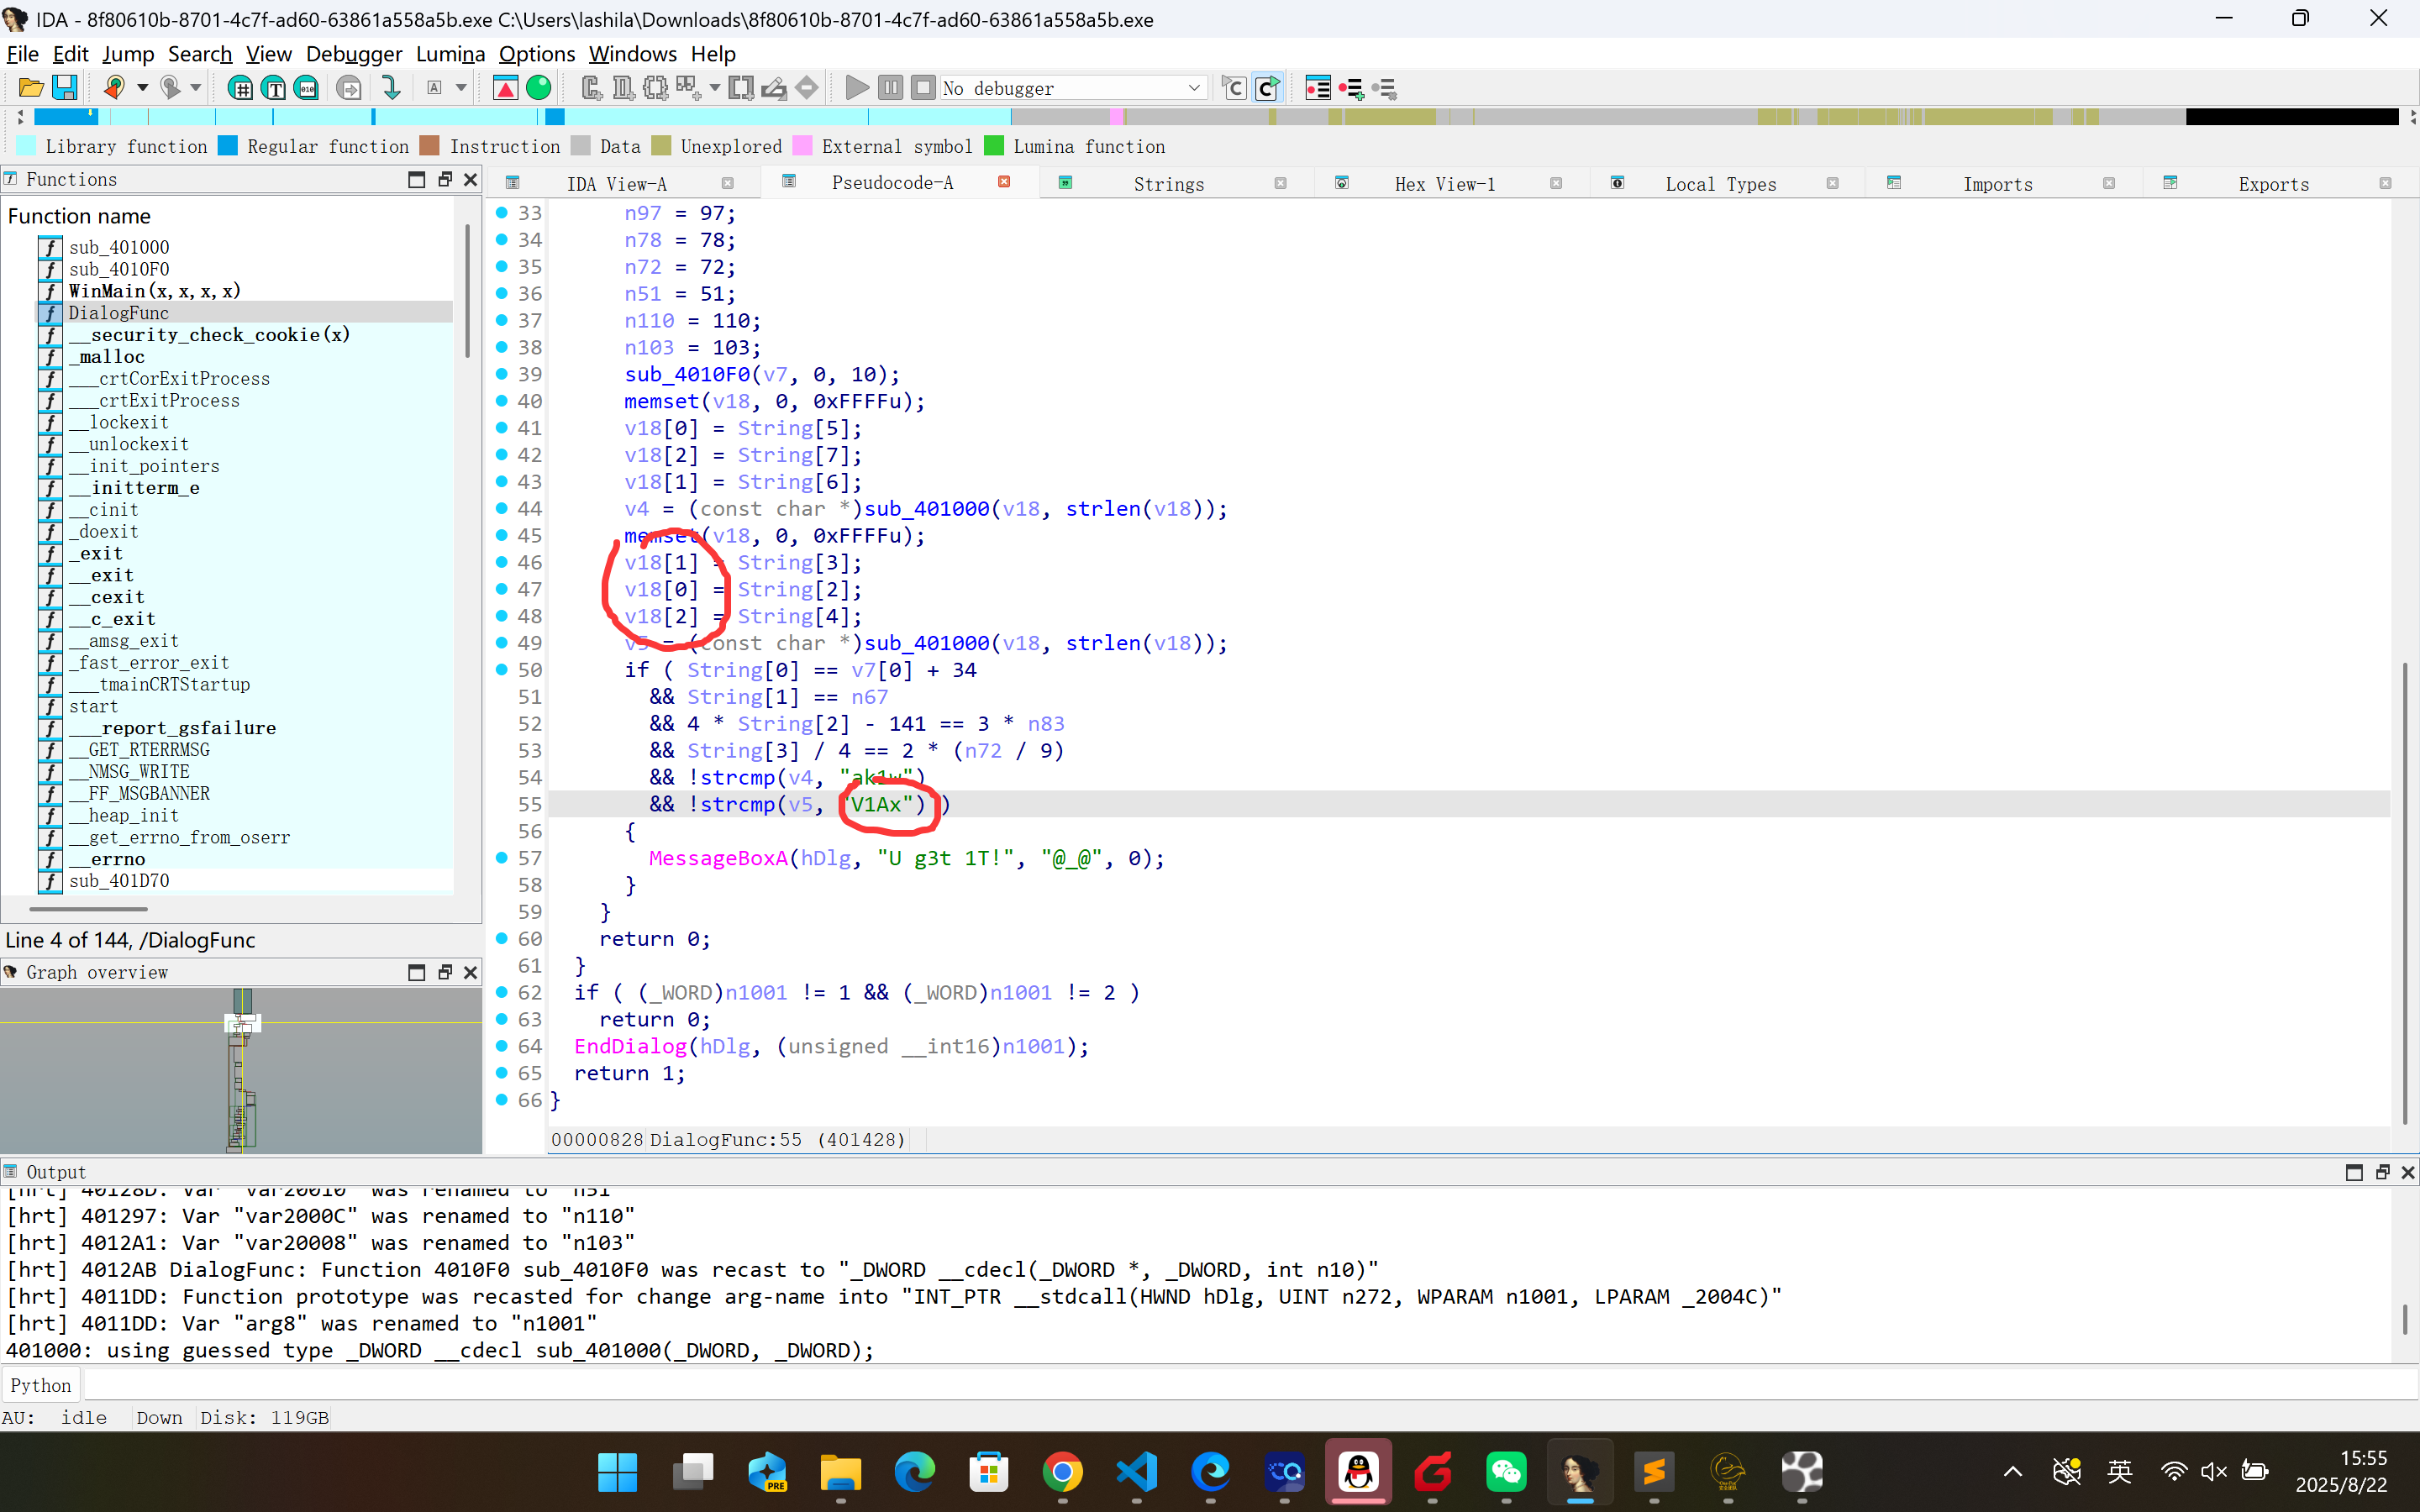 IDA - 8f80610b-8701-4c7f-ad60-63861a558a5b.exe C:\Users\lashila\Downloads\8f80610b-8701-4c7f-ad60-63861a558a5b.exe
File Edit Jump Search View Debugger Lumina Options Windows Help
No debugger
Library function Regular function Instruction Data Unexplored External symbol Lumina function
Functions
Function name
sub_401000
sub_4010F0
WinMain(x,x,x,x)
DialogFunc
__security_check_cookie(x)
_malloc
___crtCorExitProcess
___crtExitProcess
__lockexit
__unlockexit
__init_pointers
__initterm_e
__cinit
_doexit
_exit
__exit
__cexit
__c_exit
__amsg_exit
_fast_error_exit
___tmainCRTStartup
start
___report_gsfailure
__GET_RTERRMSG
__NMSG_WRITE
__FF_MSGBANNER
__heap_init
__get_errno_from_oserr
__errno
sub_401D70
Line 4 of 144, /DialogFunc
Graph overview
IDA View-A Pseudocode-A Strings Hex View-1 Local Types Imports Exports
33 n97 = 97;
34 n78 = 78;
35 n72 = 72;
36 n51 = 51;
37 n110 = 110;
38 n103 = 103;
39 sub_4010F0(v7, 0, 10);
40 memset(v18, 0, 0xFFFFu);
41 v18[0] = String[5];
42 v18[2] = String[7];
43 v18[1] = String[6];
44 v4 = (const char *)sub_401000(v18, strlen(v18));
45 memset(v18, 0, 0xFFFFu);
46 v18[1] = String[3];
47 v18[0] = String[2];
48 v18[2] = String[4];
49 v5 = (const char *)sub_401000(v18, strlen(v18));
50 if ( String[0] == v7[0] + 34
51 && String[1] == n67
52 && 4 * String[2] - 141 == 3 * n83
53 && String[3] / 4 == 2 * (n72 / 9)
54 && !strcmp(v4, "ak1w")
55 && !strcmp(v5, "V1Ax") )
56 {
57 MessageBoxA(hDlg, "U g3t 1T!", "@_@", 0);
58 }
59 }
60 return 0;
61 }
62 if ( (_WORD)n1001 != 1 && (_WORD)n1001 != 2 )
63 return 0;
64 EndDialog(hDlg, (unsigned __int16)n1001);
65 return 1;
66 }
00000828 DialogFunc:55 (401428)
Output
[hrt] 40128D: Var "var20010" was renamed to "n51"
[hrt] 401297: Var "var2000C" was renamed to "n110"
[hrt] 4012A1: Var "var20008" was renamed to "n103"
[hrt] 4012AB DialogFunc: Function 4010F0 sub_4010F0 was recast to "_DWORD __cdecl(_DWORD *, _DWORD, int n10)"
[hrt] 4011DD: Function prototype was recasted for change arg-name into "INT_PTR __stdcall(HWND hDlg, UINT n272, WPARAM n1001, LPARAM _2004C)"
[hrt] 4011DD: Var "arg8" was renamed to "n1001"
401000: using guessed type _DWORD __cdecl sub_401000(_DWORD, _DWORD);
Python
AU: idle Down Disk: 119GB
PRE
英
15:55
2025/8/22